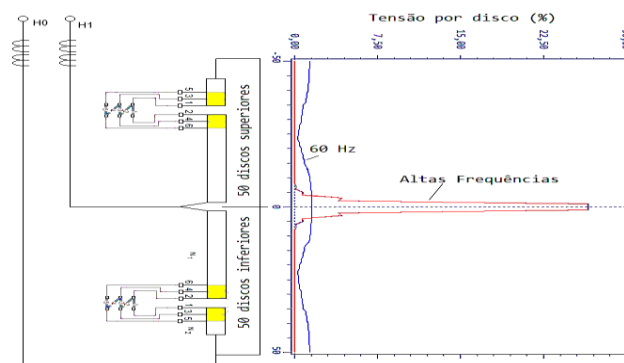 H0
H1
Tensão por disco (%)
0,00
7,50
15,00
22,50
-50
5
3
1
2
4
6
50 discos superiores
60 Hz
Altas Frequências
0
N₁
50 discos inferiores
6
4
2
1
3
5
N₂
50